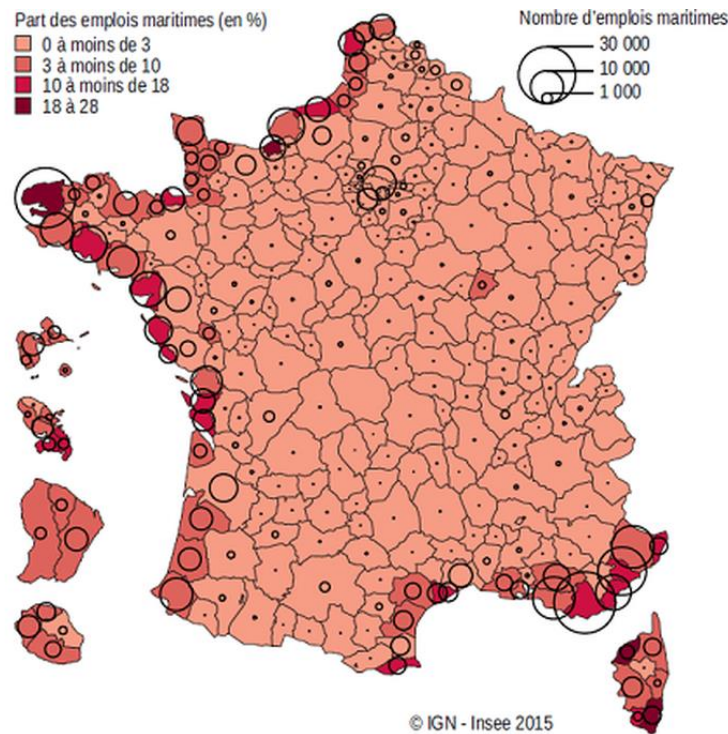 Part des emplois maritimes (en %)
0 à moins de 3
3 à moins de 10
10 à moins de 18
18 à 28
Nombre d'emplois maritimes
30 000
10 000
1 000
© IGN - Insee 2015